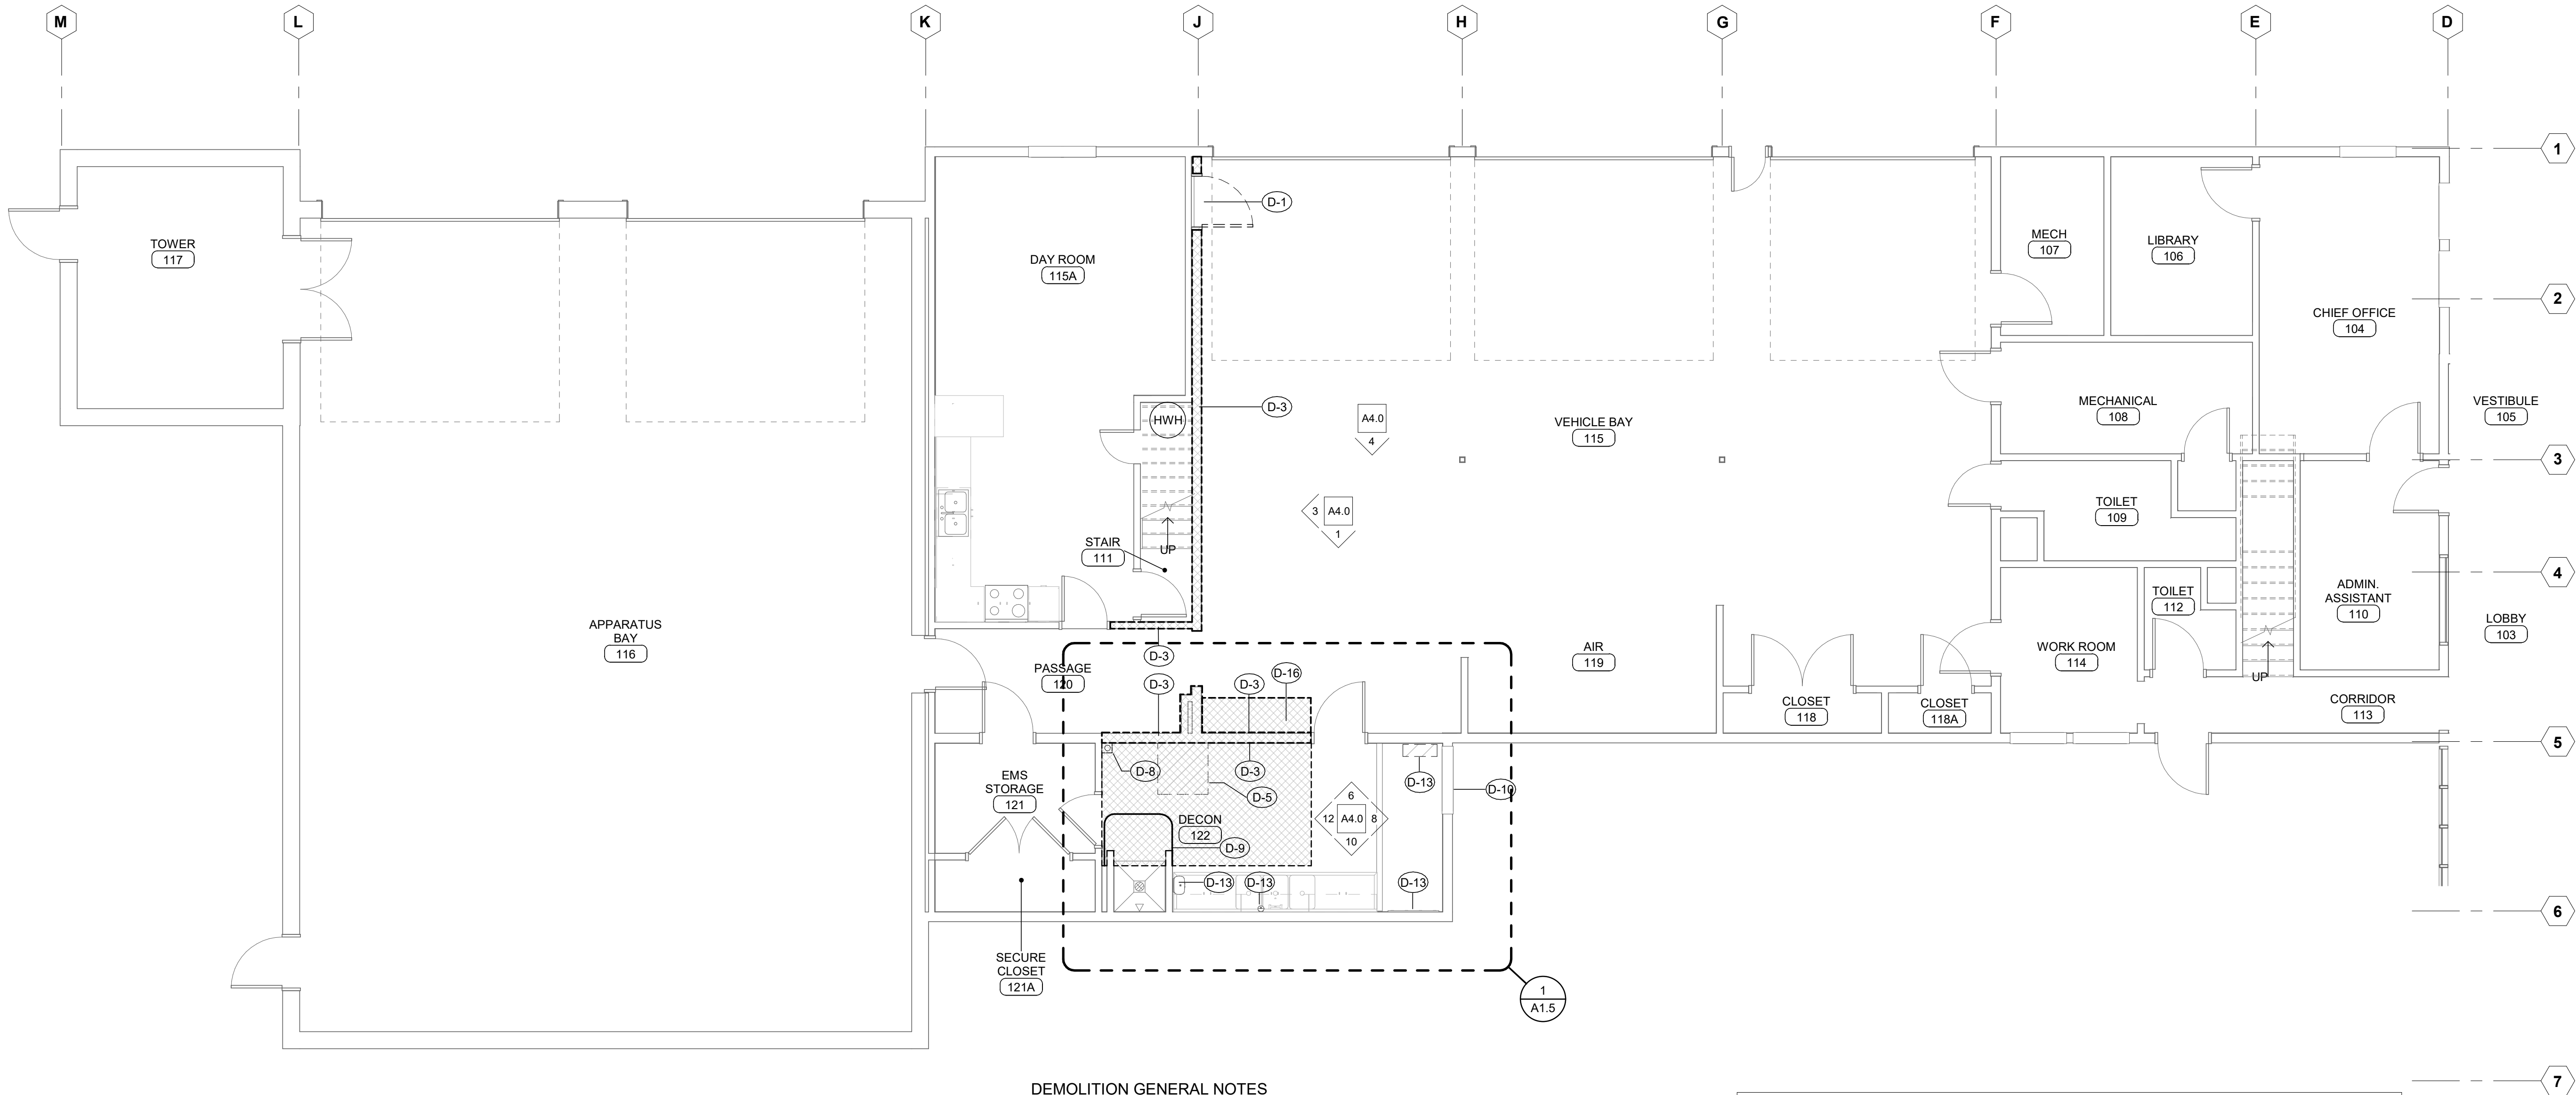 M
L
K
J
H
G
F
E
D
1
2
3
4
5
6
7
TOWER
117
DAY ROOM
115A
D-1
MECH
107
LIBRARY
106
CHIEF OFFICE
104
D-3
HWH
A4.0
4
VEHICLE BAY
115
MECHANICAL
108
VESTIBULE
105
3 A4.0
1
STAIR
111
UP
TOILET
109
TOILET
112
ADMIN.
ASSISTANT
110
APPARATUS
BAY
116
D-3
AIR
119
WORK ROOM
114
LOBBY
103
PASSAGE
120
D-3
D-3
D-16
CLOSET
118
CLOSET
118A
UP
CORRIDOR
113
EMS
STORAGE
121
D-8
D-3
D-5
D-13
D-10
DECON
122
D-9
6
12 A4.0 8
10
D-13
D-13
D-13
SECURE
CLOSET
121A
1
A1.5
DEMOLITION GENERAL NOTES